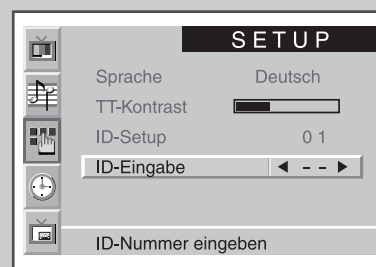 SETUP
Sprache Deutsch
TT-Kontrast
ID-Setup 0 1
ID-Eingabe ◀ - - ▶
ID-Nummer eingeben